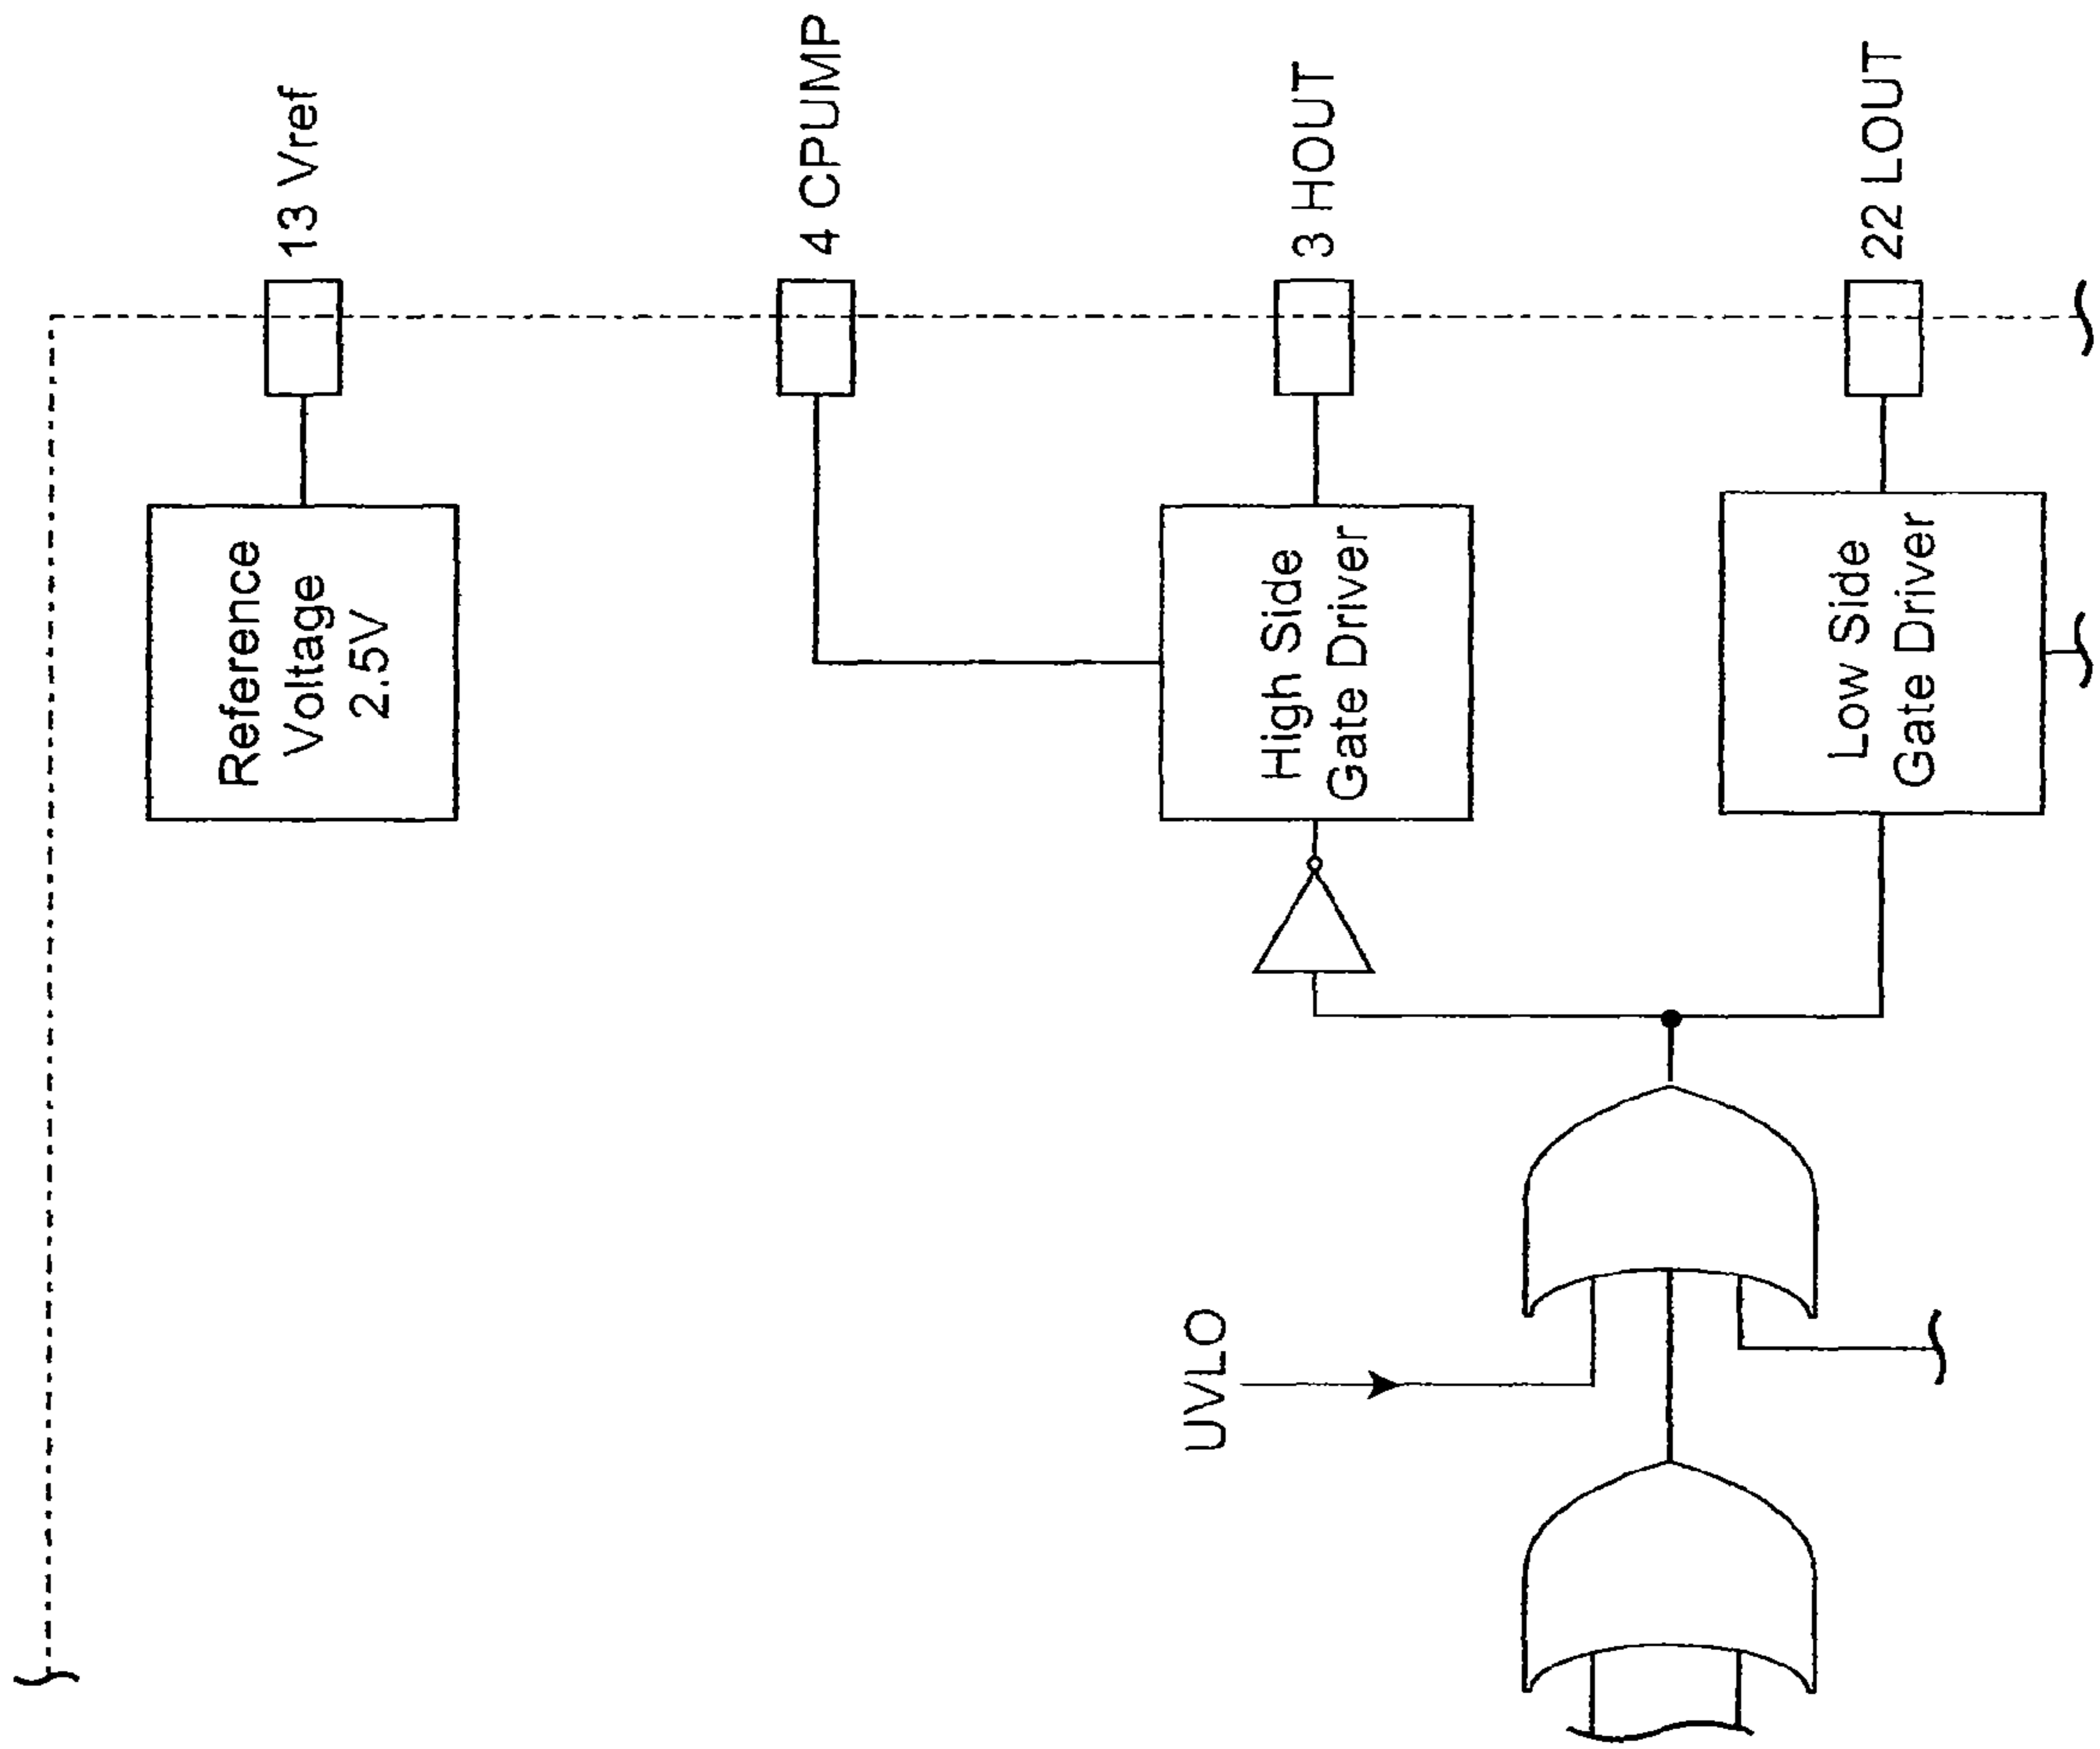 13 Vref
4 CPUMP
3 HOUT
22 LOUT
Reference
Voltage
2.5V
High Side
Gate Driver
Low Side
Gate Driver
UVLO